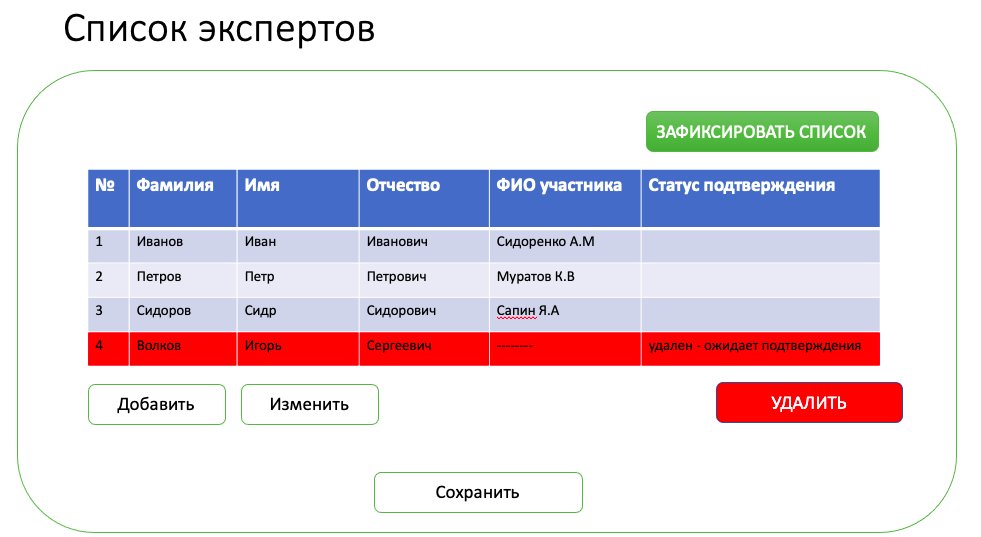 Список экспертов
ЗАФИКСИРОВАТЬ СПИСОК
№ Фамилия Имя Отчество ФИО участника Статус подтверждения
1 Иванов Иван Иванович Сидоренко А.М
2 Петров Петр Петрович Муратов К.В
3 Сидоров Сидр Сидорович Сапин Я.А
4 Волков Игорь Сергеевич -------- удален - ожидает подтверждения
Добавить Изменить УДАЛИТЬ
Сохранить